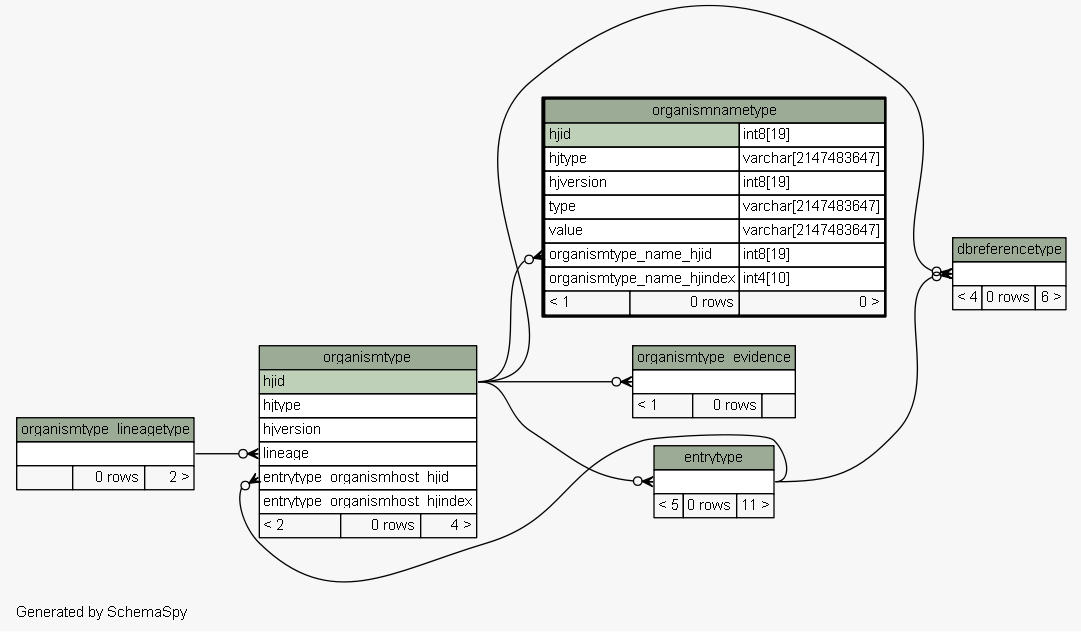 organismnametype
hjid int8[19]
hjtype varchar[2147483647]
hjversion int8[19]
type varchar[2147483647]
value varchar[2147483647]
organismtype_name_hjid int8[19]
organismtype_name_hjindex int4[10]
< 1 0 rows 0 >
dbreferencetype
< 4 0 rows 6 >
organismtype
hjid
hjtype
hjversion
lineage
entrytype_organismhost_hjid
entrytype_organismhost_hjindex
< 2 0 rows 4 >
organismtype_evidence
< 1 0 rows
organismtype_lineagetype
0 rows 2 >
entrytype
< 5 0 rows 11 >
Generated by SchemaSpy